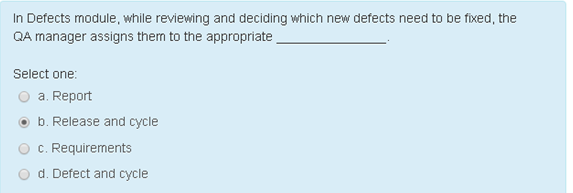 In Defects module, while reviewing and deciding which new defects need to be fixed, the
QA manager assigns them to the appropriate ________________.
Select one:
a. Report
b. Release and cycle
c. Requirements
d. Defect and cycle